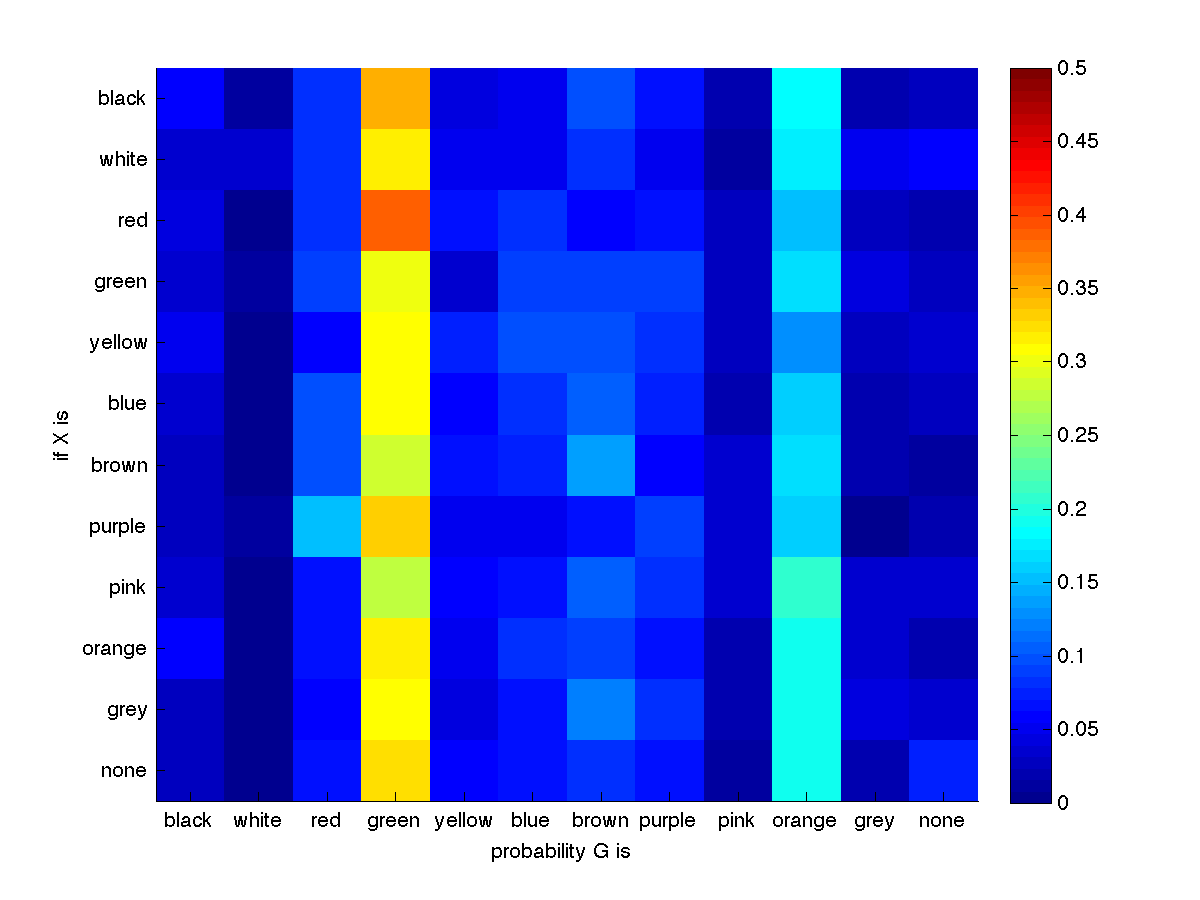 black
white
red
green
yellow
blue
brown
purple
pink
orange
grey
none
if X is
black white red green yellow blue brown purple pink orange grey none
probability G is
0.5
0.45
0.4
0.35
0.3
0.25
0.2
0.15
0.1
0.05
0